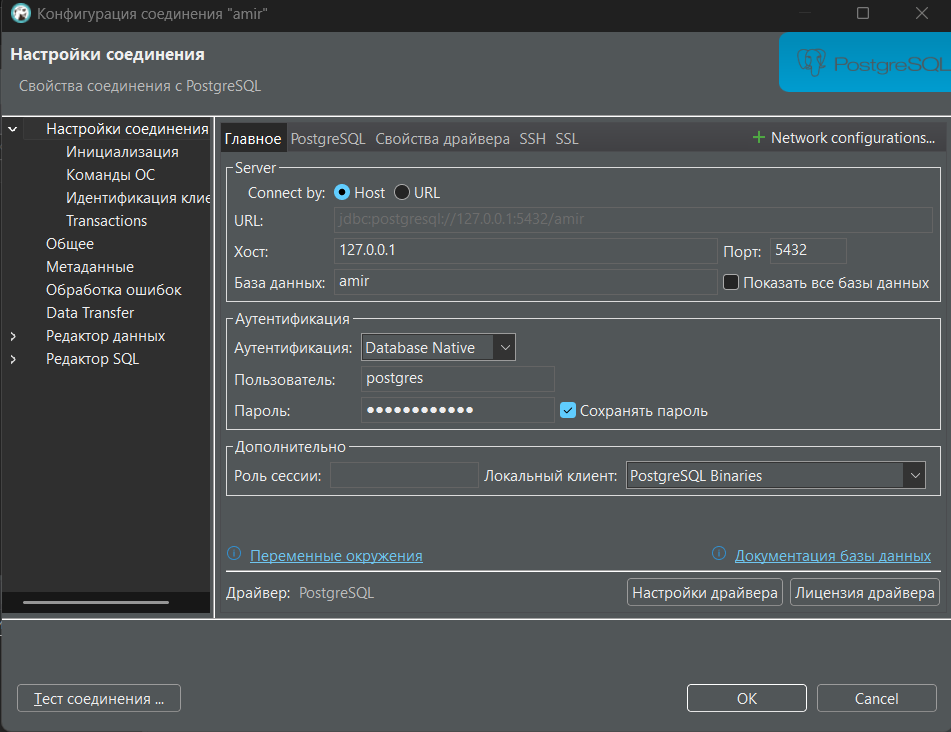 Конфигурация соединения "amir"
Настройки соединения
Свойства соединения с PostgreSQL
PostgreSQL
Настройки соединения
Инициализация
Команды ОС
Идентификация клие
Transactions
Общее
Метаданные
Обработка ошибок
Data Transfer
Редактор данных
Редактор SQL
Главное PostgreSQL Свойства драйвера SSH SSL + Network configurations...
Server
Connect by: Host URL
URL: jdbc:postgresql://127.0.0.1:5432/amir
Хост: 127.0.0.1 Порт: 5432
База данных: amir Показать все базы данных
Аутентификация
Аутентификация: Database Native
Пользователь: postgres
Пароль: ●●●●●●●●●●●● Сохранять пароль
Дополнительно
Роль сессии: Локальный клиент: PostgreSQL Binaries
Переменные окружения Документация базы данных
Драйвер: PostgreSQL Настройки драйвера Лицензия драйвера
Тест соединения ... OK Cancel